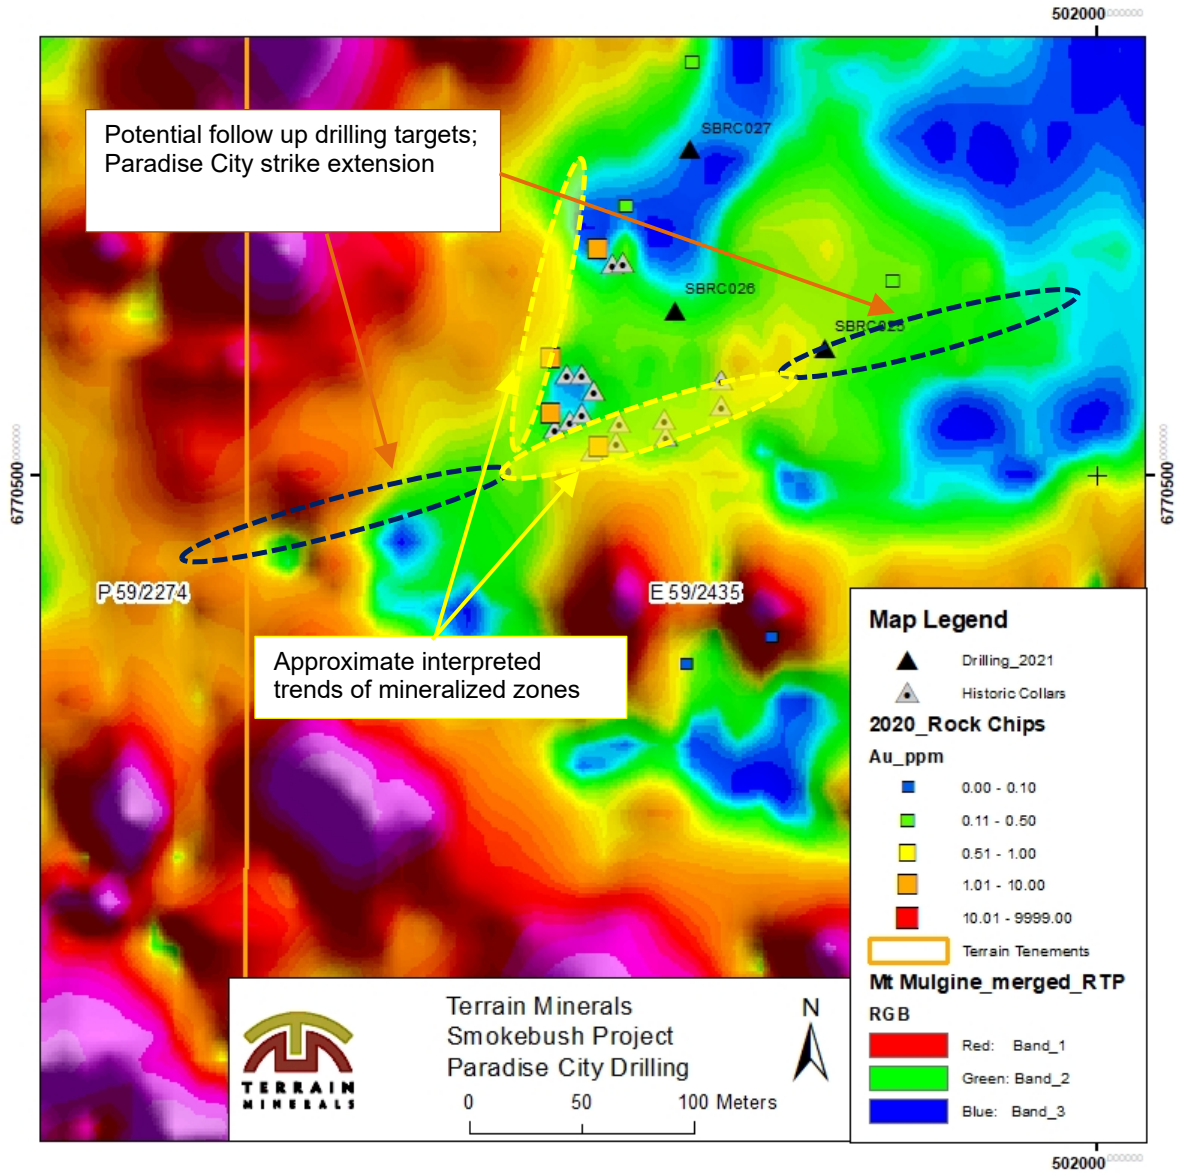 502000.000000
Potential follow up drilling targets;
Paradise City strike extension
SBRC027
SBRC026
SBRC025
6770500
6770500
P 59/2274
E 59/2435
Approximate interpreted
trends of mineralized zones
Map Legend
Drilling_2021
Historic Collars
2020_Rock Chips
Au_ppm
0.00 - 0.10
0.11 - 0.50
0.51 - 1.00
1.01 - 10.00
10.01 - 9999.00
Terrain Tenements
Mt Mulgine_merged_RTP
RGB
Red: Band_1
Green: Band_2
Blue: Band_3
TERRAIN
MINERALS
Terrain Minerals
Smokebush Project
Paradise City Drilling
N
0 50 100 Meters
502000.000000